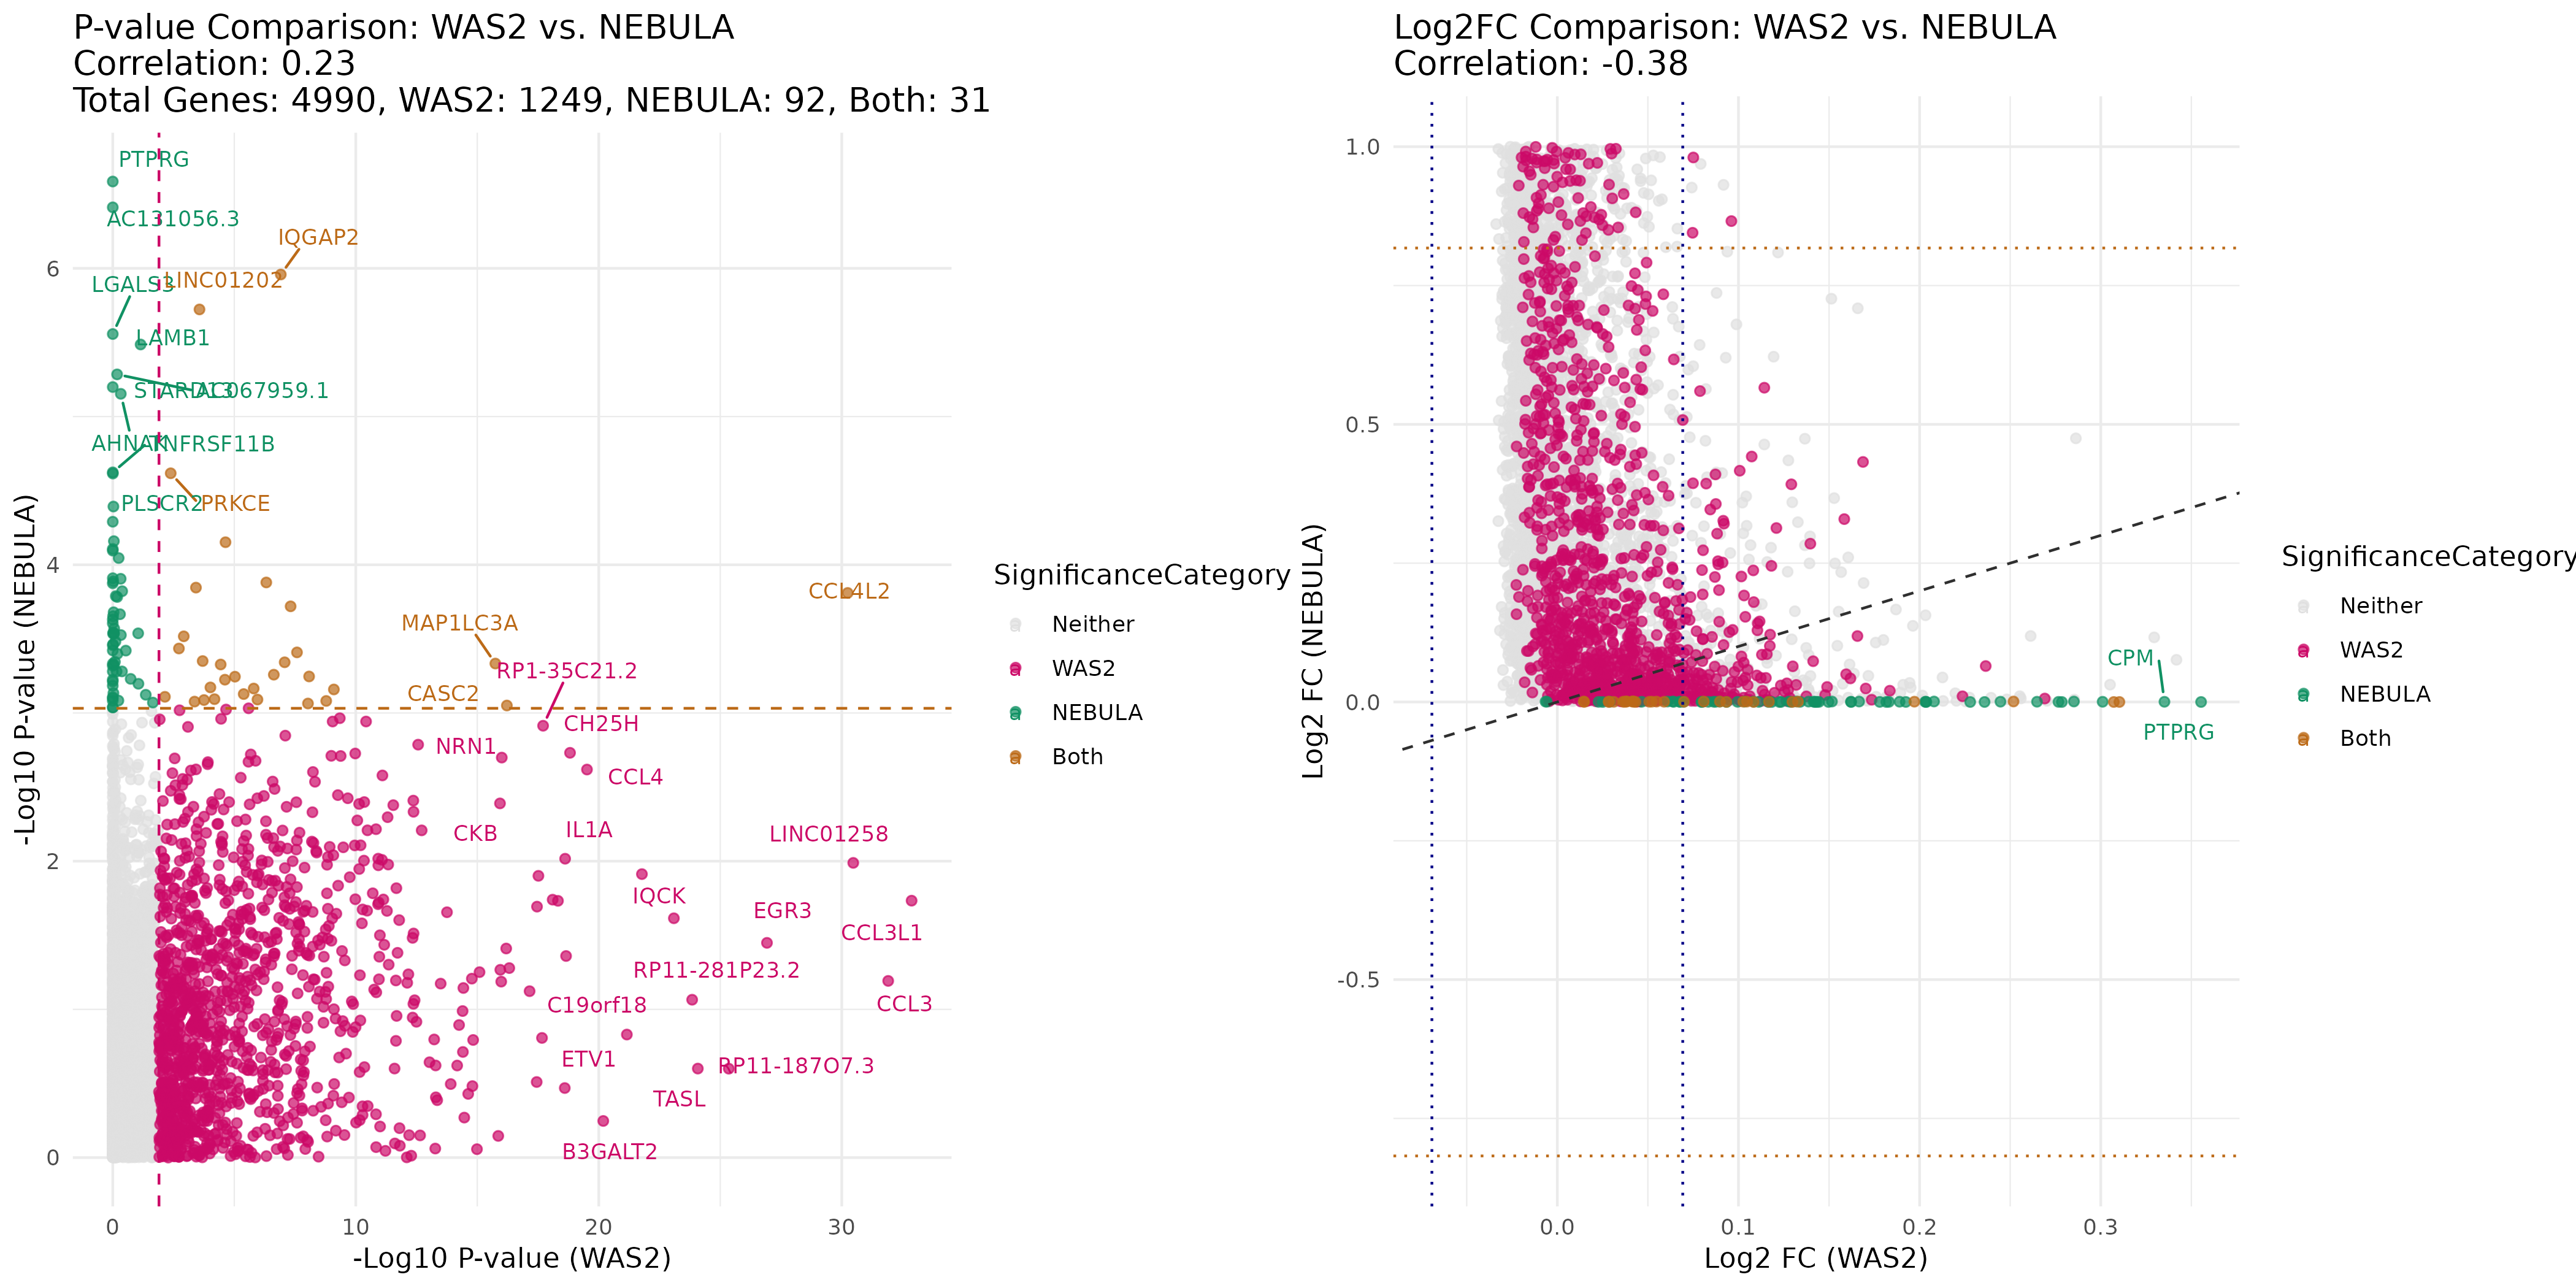 P-value Comparison: WAS2 vs. NEBULA
Correlation: 0.23
Total Genes: 4990, WAS2: 1249, NEBULA: 92, Both: 31
PTPRG
AC131056.3
IQGAP2
LINC01202
LGALS3
LAMB1
STARD13
AC067959.1
AHNAK
TNFRSF11B
PLSCR2
PRKCE
CCL4L2
MAP1LC3A
RP1-35C21.2
CASC2
CH25H
NRN1
CCL4
CKB
IL1A
LINC01258
IQCK
EGR3
CCL3L1
RP11-281P23.2
C19orf18
CCL3
ETV1
RP11-187O7.3
TASL
B3GALT2
6
4
2
0
0
10
20
30
-Log10 P-value (NEBULA)
-Log10 P-value (WAS2)
SignificanceCategory
Neither
WAS2
NEBULA
Both
Log2FC Comparison: WAS2 vs. NEBULA
Correlation: -0.38
1.0
0.5
0.0
-0.5
CPM
PTPRG
0.0
0.1
0.2
0.3
Log2 FC (NEBULA)
Log2 FC (WAS2)
SignificanceCategory
Neither
WAS2
NEBULA
Both